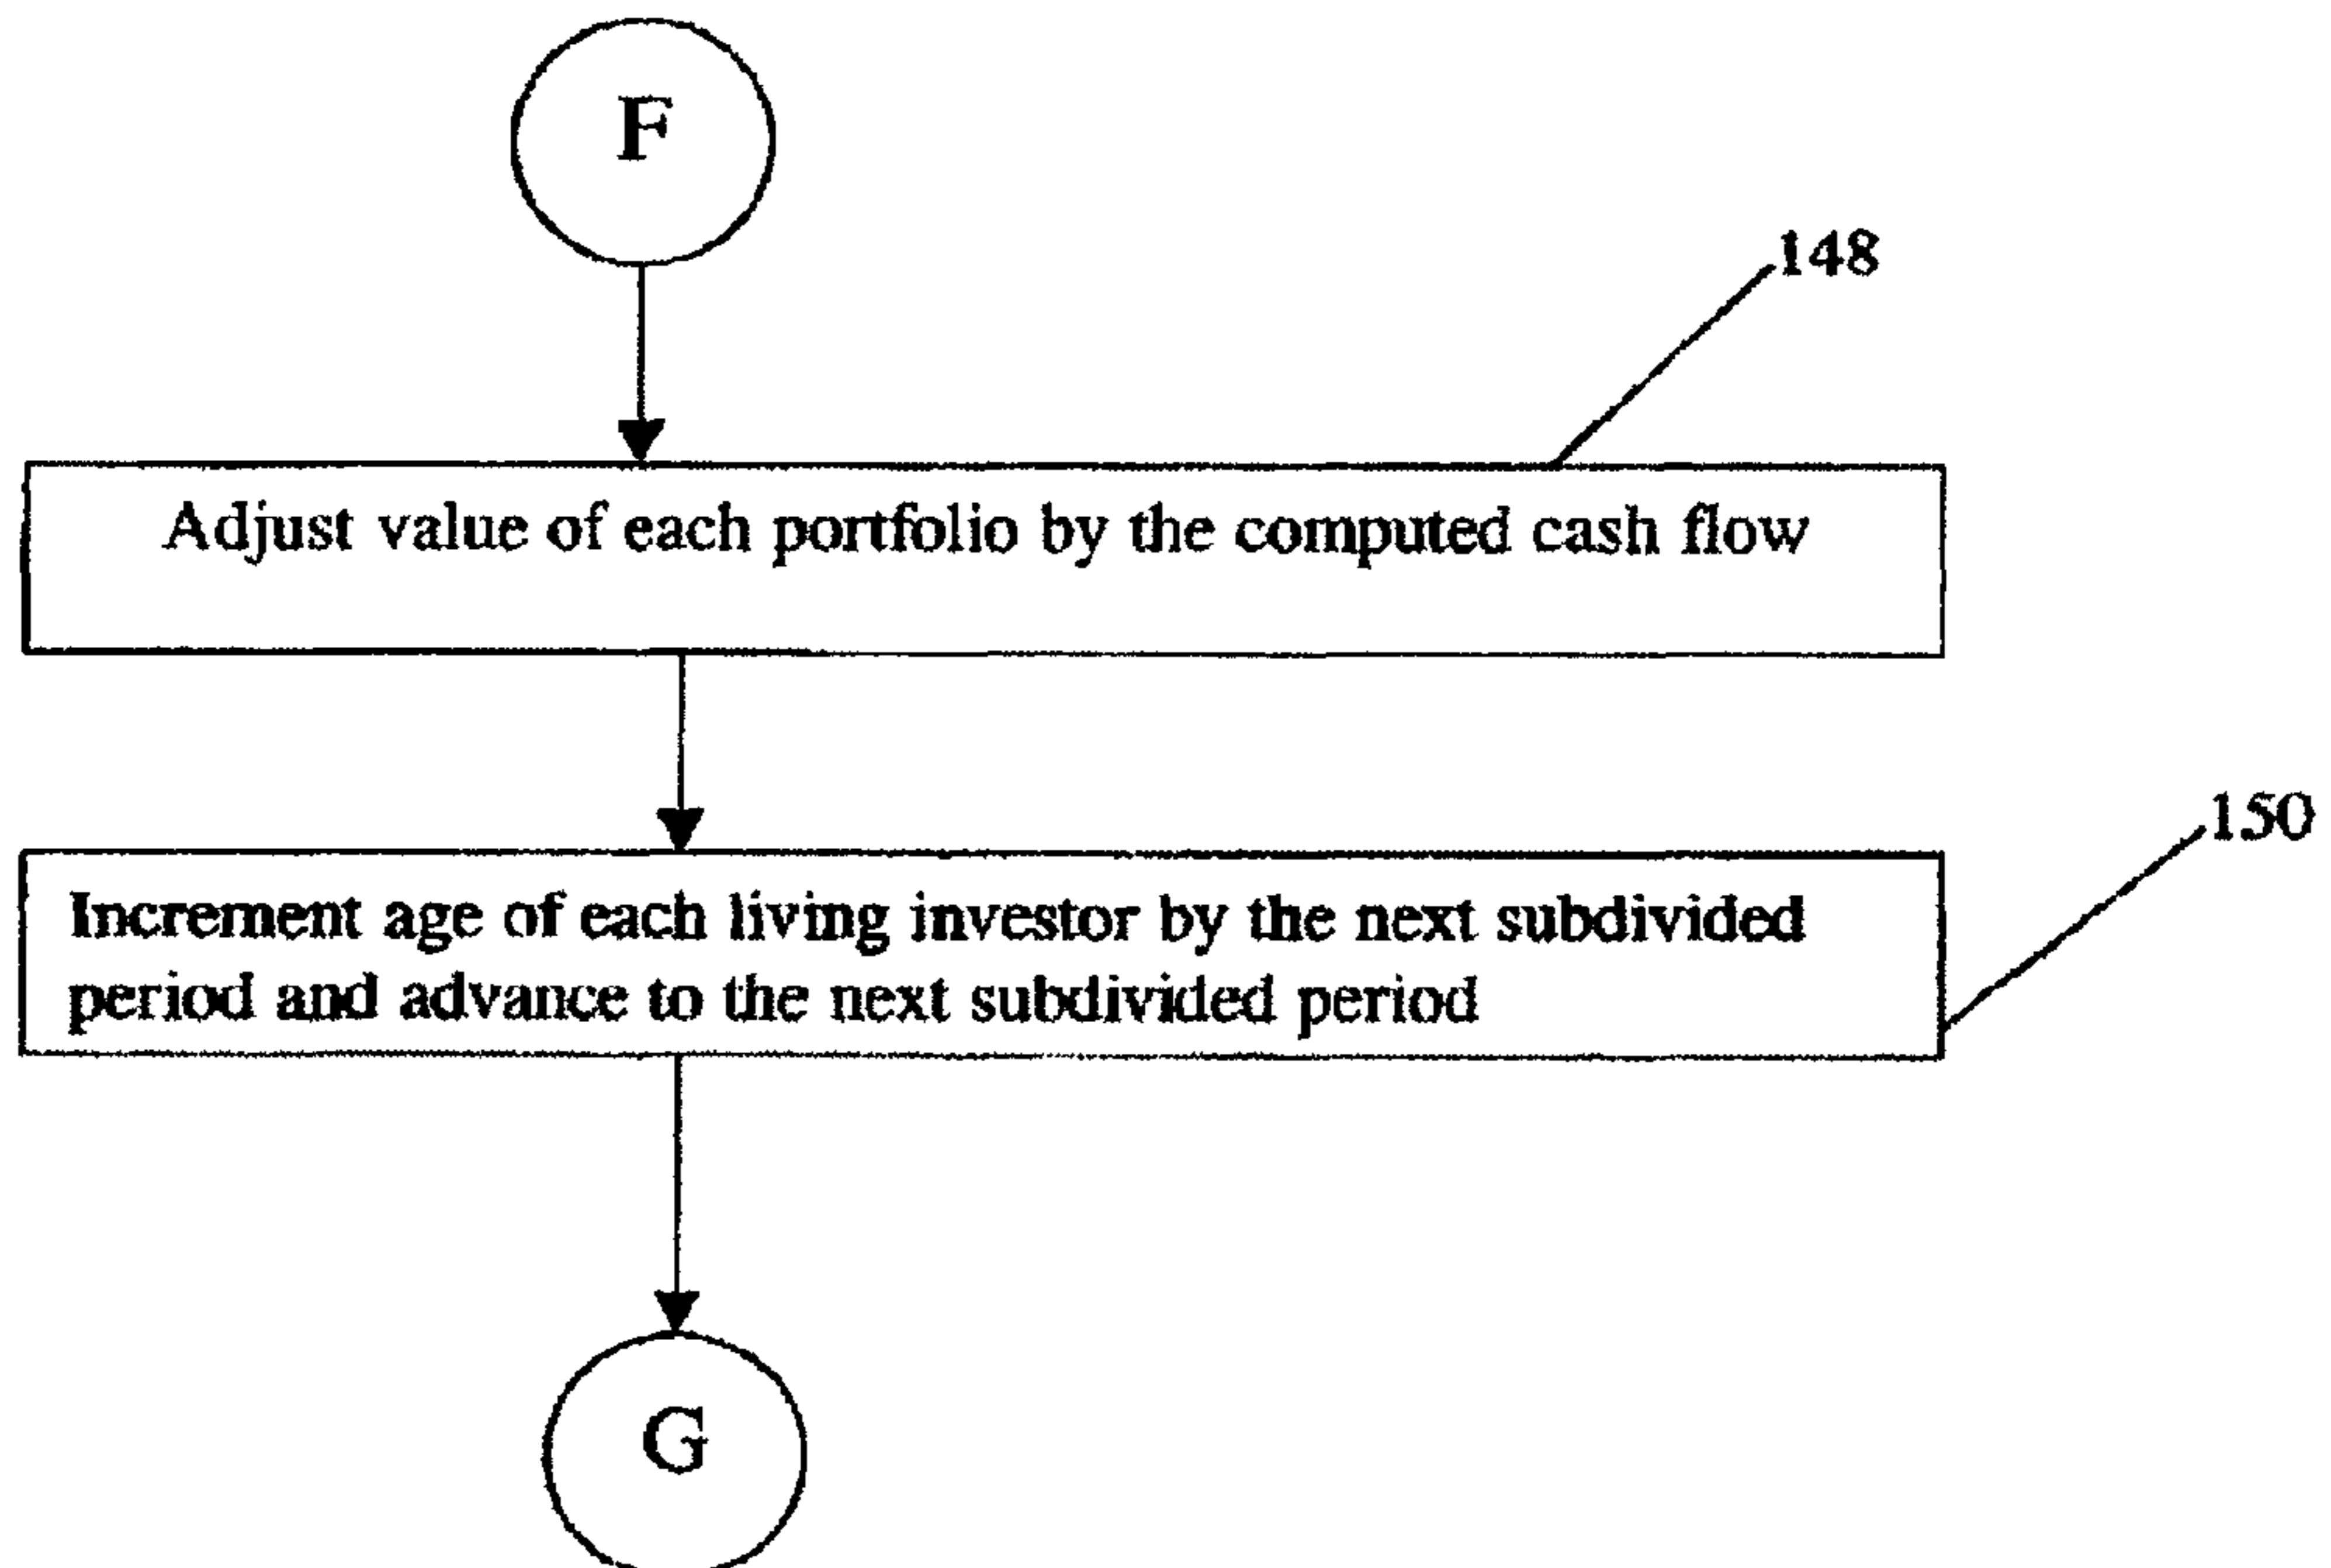 F
148
Adjust value of each portfolio by the computed cash flow
150
Increment age of each living investor by the next subdivided
period and advance to the next subdivided period
G